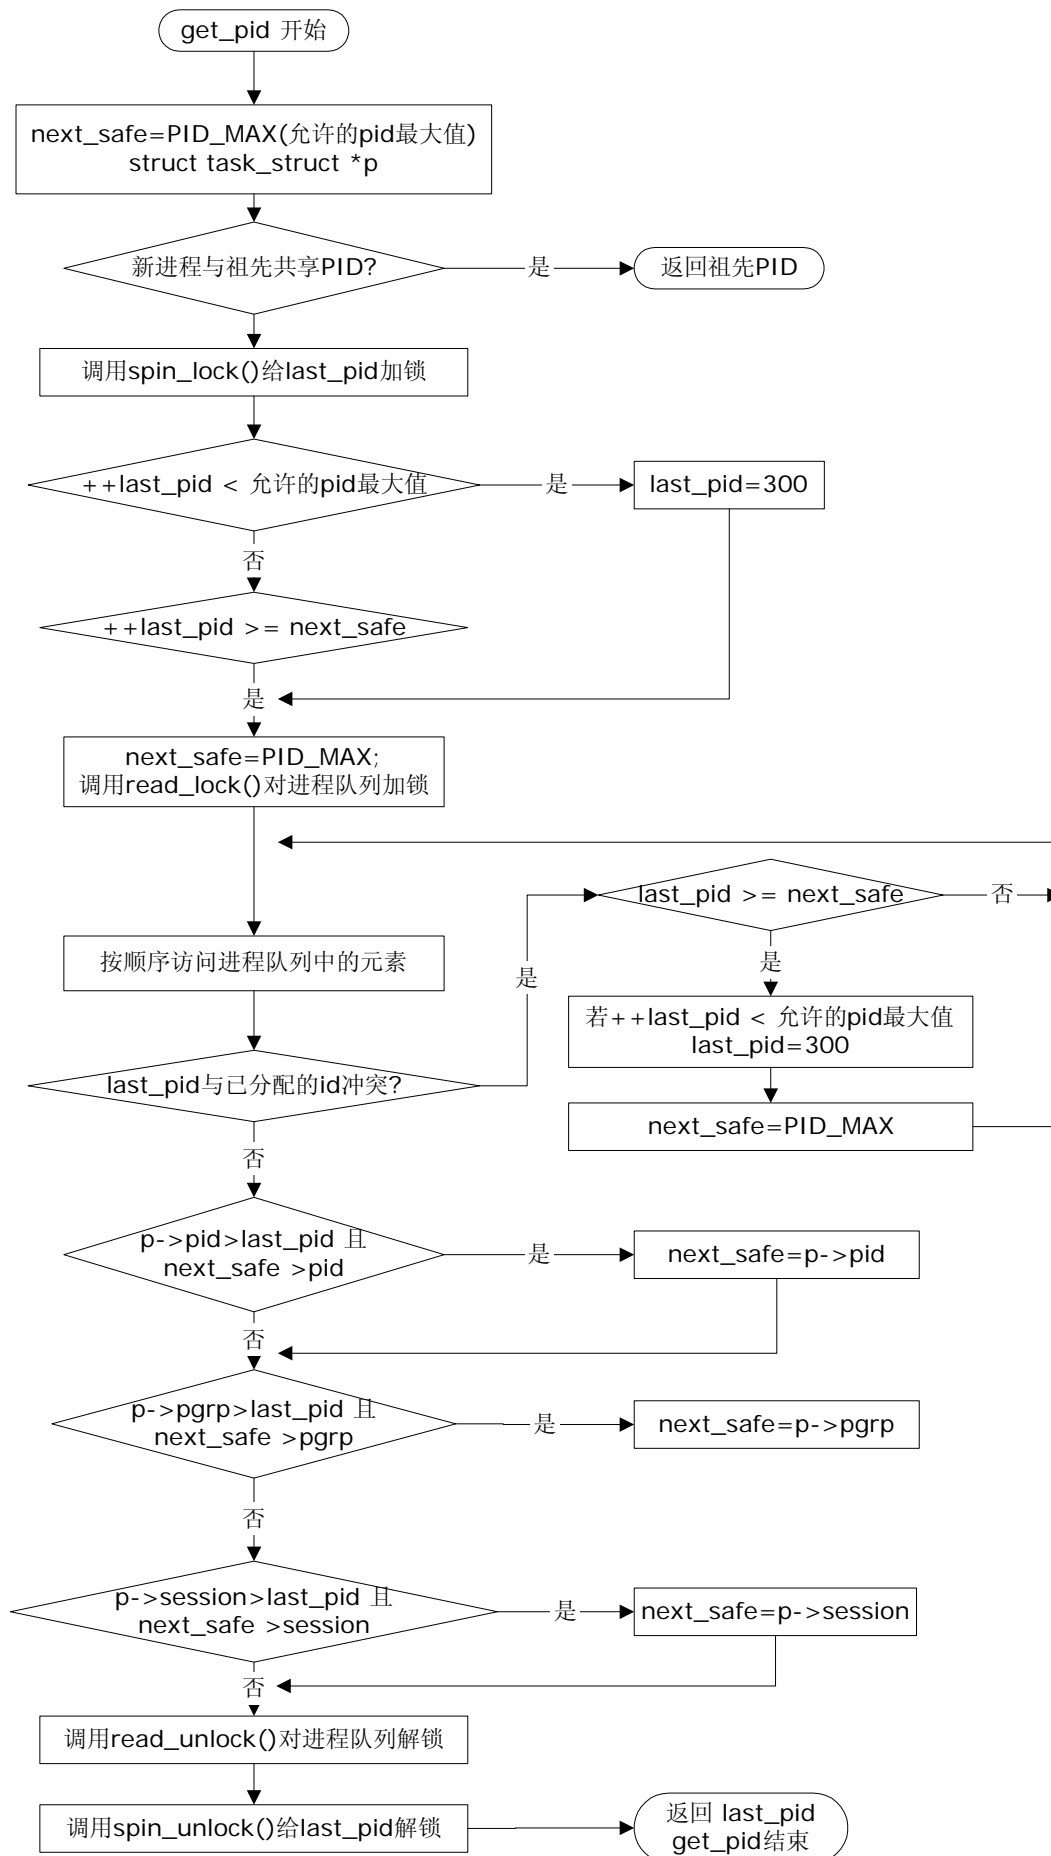 get_pid 开始
next_safe=PID_MAX(允许的pid最大值)
struct task_struct *p
新进程与祖先共享PID?
是
返回祖先PID
调用spin_lock()给last_pid加锁
++last_pid < 允许的pid最大值
是
last_pid=300
否
++last_pid >= next_safe
是
next_safe=PID_MAX;
调用read_lock()对进程队列加锁
last_pid >= next_safe
否
是
按顺序访问进程队列中的元素
是
若++last_pid < 允许的pid最大值
last_pid=300
last_pid与已分配的id冲突?
next_safe=PID_MAX
否
p->pid>last_pid 且
next_safe >pid
是
next_safe=p->pid
否
p->pgrp>last_pid 且
next_safe >pgrp
是
next_safe=p->pgrp
否
p->session>last_pid 且
next_safe >session
是
next_safe=p->session
否
调用read_unlock()对进程队列解锁
调用spin_unlock()给last_pid解锁
返回 last_pid
get_pid结束